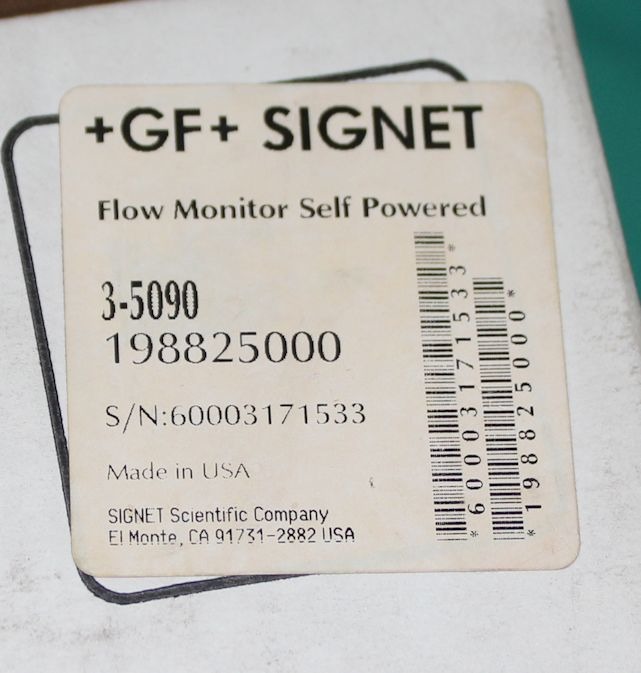 +GF+ SIGNET
Flow Monitor Self Powered
3-5090
198825000
S/N:60003171533
Made in USA
SIGNET Scientific Company
El Monte, CA 91731-2882 USA
*60003171533*
*198825000*